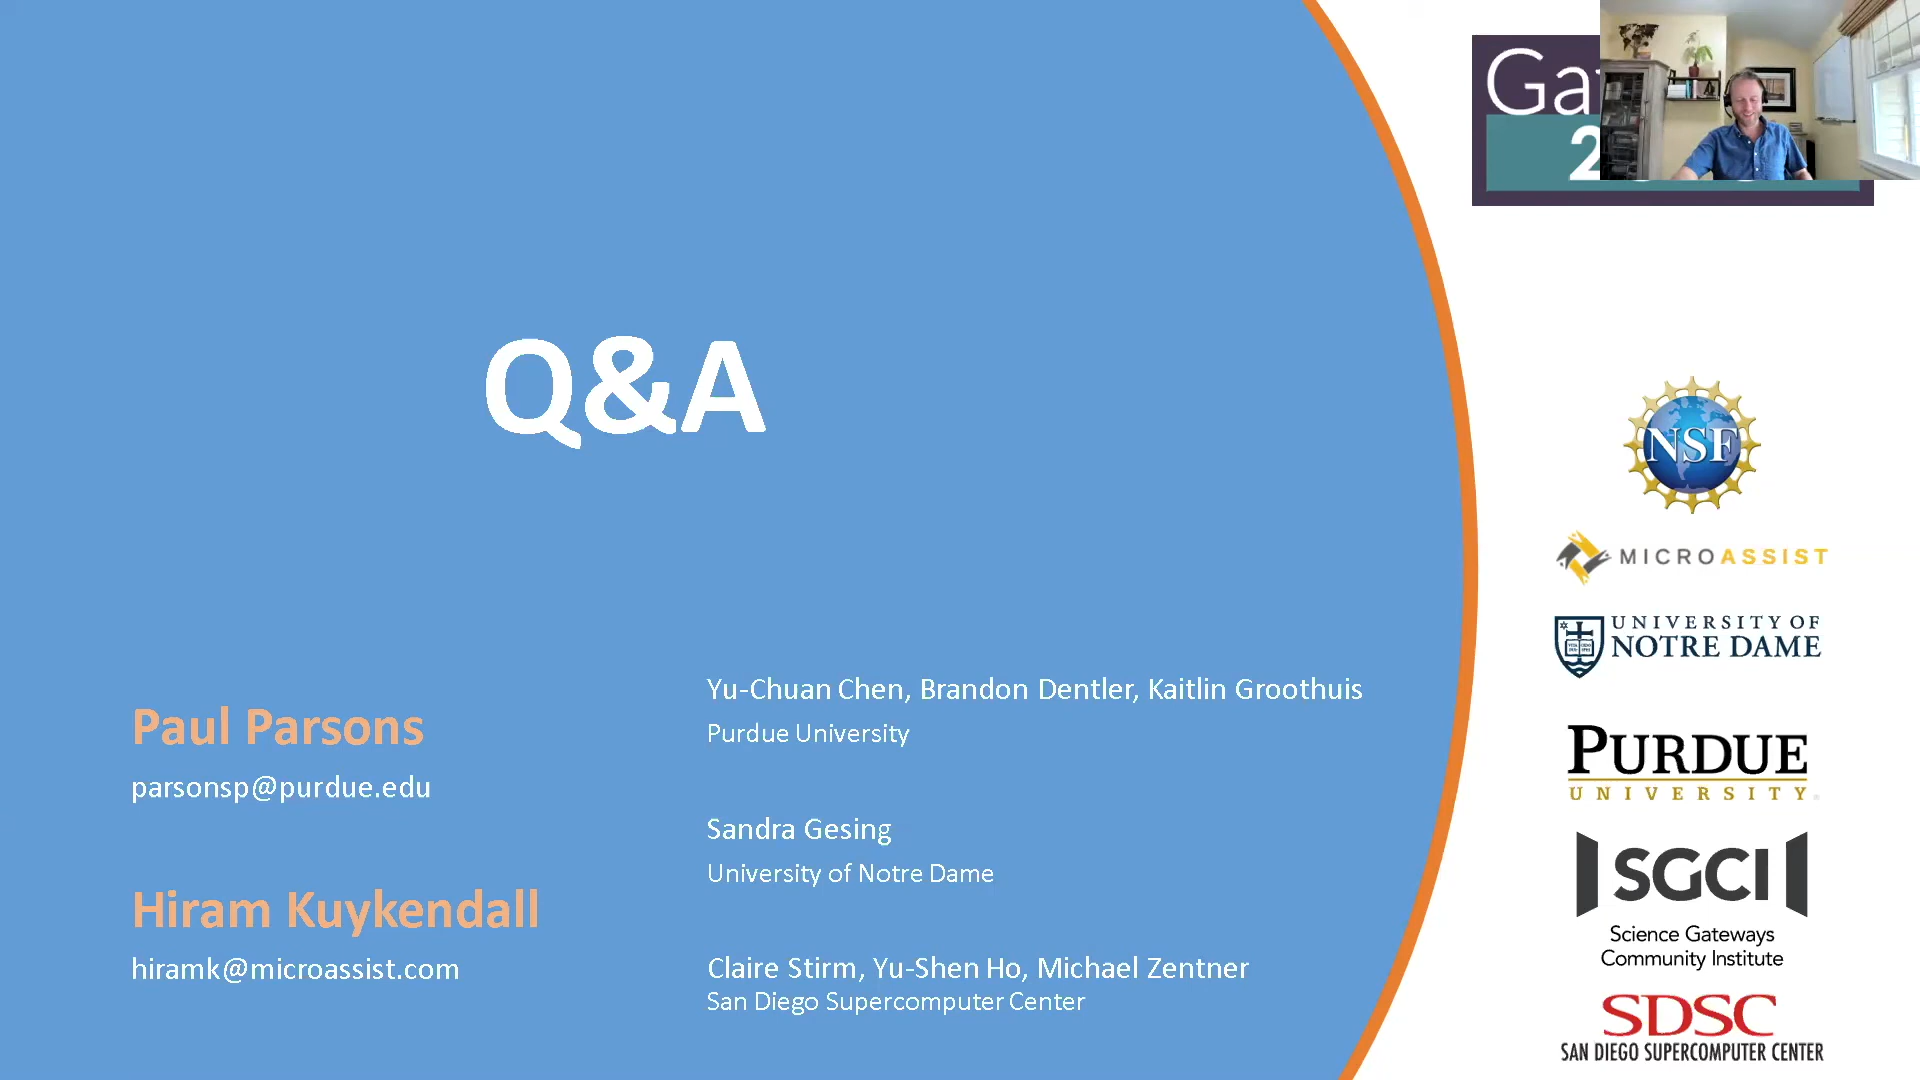 Q&A
Paul Parsons
parsonsp@purdue.edu
Hiram Kuykendall
hiramk@microassist.com
Yu-Chuan Chen, Brandon Dentler, Kaitlin Groothuis
Purdue University
Sandra Gesing
University of Notre Dame
Claire Stirm, Yu-Shen Ho, Michael Zentner
San Diego Supercomputer Center
NSF
MICROASSIST
UNIVERSITY OF
NOTRE DAME
PURDUE
UNIVERSITY
SGCI
Science Gateways
Community Institute
SDSC
SAN DIEGO SUPERCOMPUTER CENTER